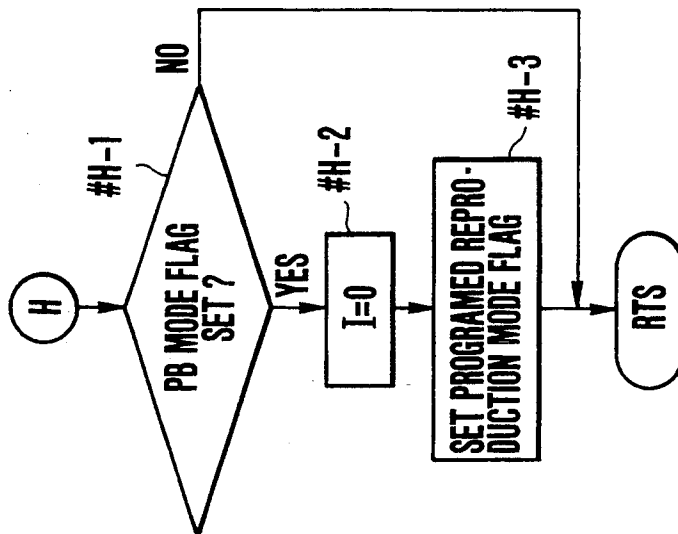 H
#H-1
PB MODE FLAG
SET ?
NO
YES
#H-2
I=0
#H-3
SET PROGRAMED REPRO-
DUCTION MODE FLAG
RTS